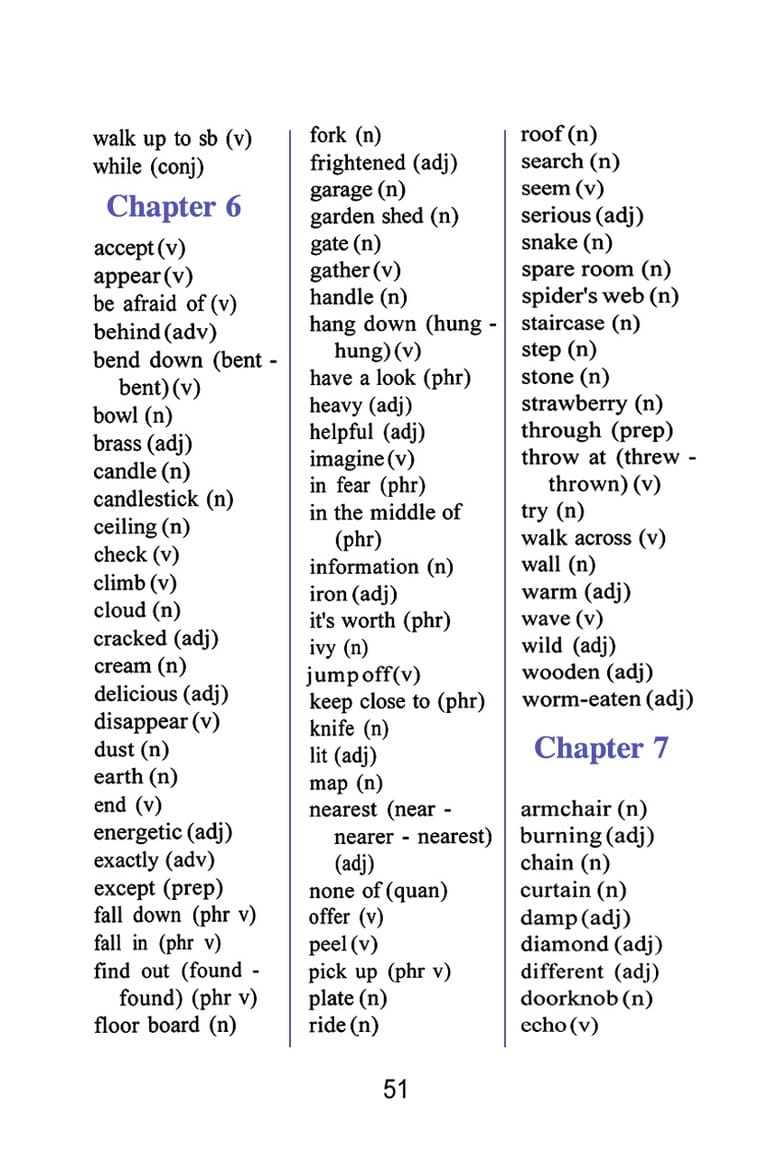 walk up to sb (v)
while (conj)
Chapter 6
accept (v)
appear (v)
be afraid of (v)
behind (adv)
bend down (bent -
bent) (v)
bowl (n)
brass (adj)
candle (n)
candlestick (n)
ceiling (n)
check (v)
climb (v)
cloud (n)
cracked (adj)
cream (n)
delicious (adj)
disappear (v)
dust (n)
earth (n)
end (v)
energetic (adj)
exactly (adv)
except (prep)
fall down (phr v)
fall in (phr v)
find out (found -
found) (phr v)
floor board (n)
fork (n)
frightened (adj)
garage (n)
garden shed (n)
gate (n)
gather (v)
handle (n)
hang down (hung -
hung) (v)
have a look (phr)
heavy (adj)
helpful (adj)
imagine (v)
in fear (phr)
in the middle of
(phr)
information (n)
iron (adj)
it's worth (phr)
ivy (n)
jump off (v)
keep close to (phr)
knife (n)
lit (adj)
map (n)
nearest (near -
nearer - nearest)
(adj)
none of (quan)
offer (v)
peel (v)
pick up (phr v)
plate (n)
ride (n)
roof (n)
search (n)
seem (v)
serious (adj)
snake (n)
spare room (n)
spider's web (n)
staircase (n)
step (n)
stone (n)
strawberry (n)
through (prep)
throw at (threw -
thrown) (v)
try (n)
walk across (v)
wall (n)
warm (adj)
wave (v)
wild (adj)
wooden (adj)
worm-eaten (adj)
Chapter 7
armchair (n)
burning (adj)
chain (n)
curtain (n)
damp (adj)
diamond (adj)
different (adj)
doorknob (n)
echo (v)
51